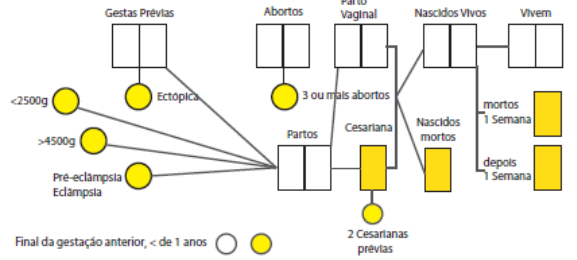 Gestas Prévias
Abortos
Parto
Vaginal
Nascidos Vivos
Vivem
<2500g
Ectópica
3 ou mais abortos
mortos
1 Semana
>4500g
Partos
Cesariana
Nascidos
mortos
Pré-eclâmpsia
Eclâmpsia
depois
1 Semana
2 Cesarianas
prévias
Final da gestação anterior, < de 1 anos